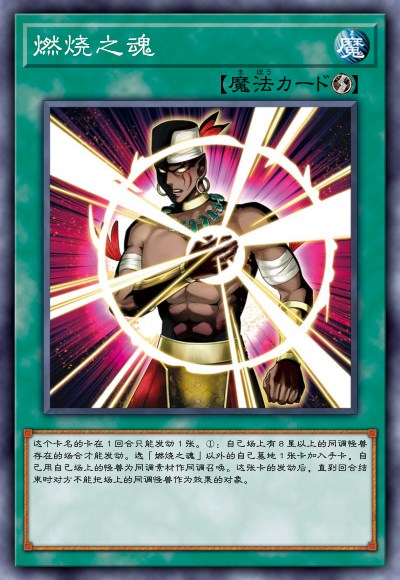 燃烧之魂
魔
【魔法カード】
まほう
这个卡名的卡在1回合只能发动1张。①：自己场上有8星以上的同调怪兽
存在的场合才能发动。选「燃烧之魂」以外的自己墓地1张卡加入手卡，自
己用自己场上的怪兽为同调素材作同调召唤。这张卡的发动后，直到回合结
束时对方不能把场上的同调怪兽作为效果的对象。